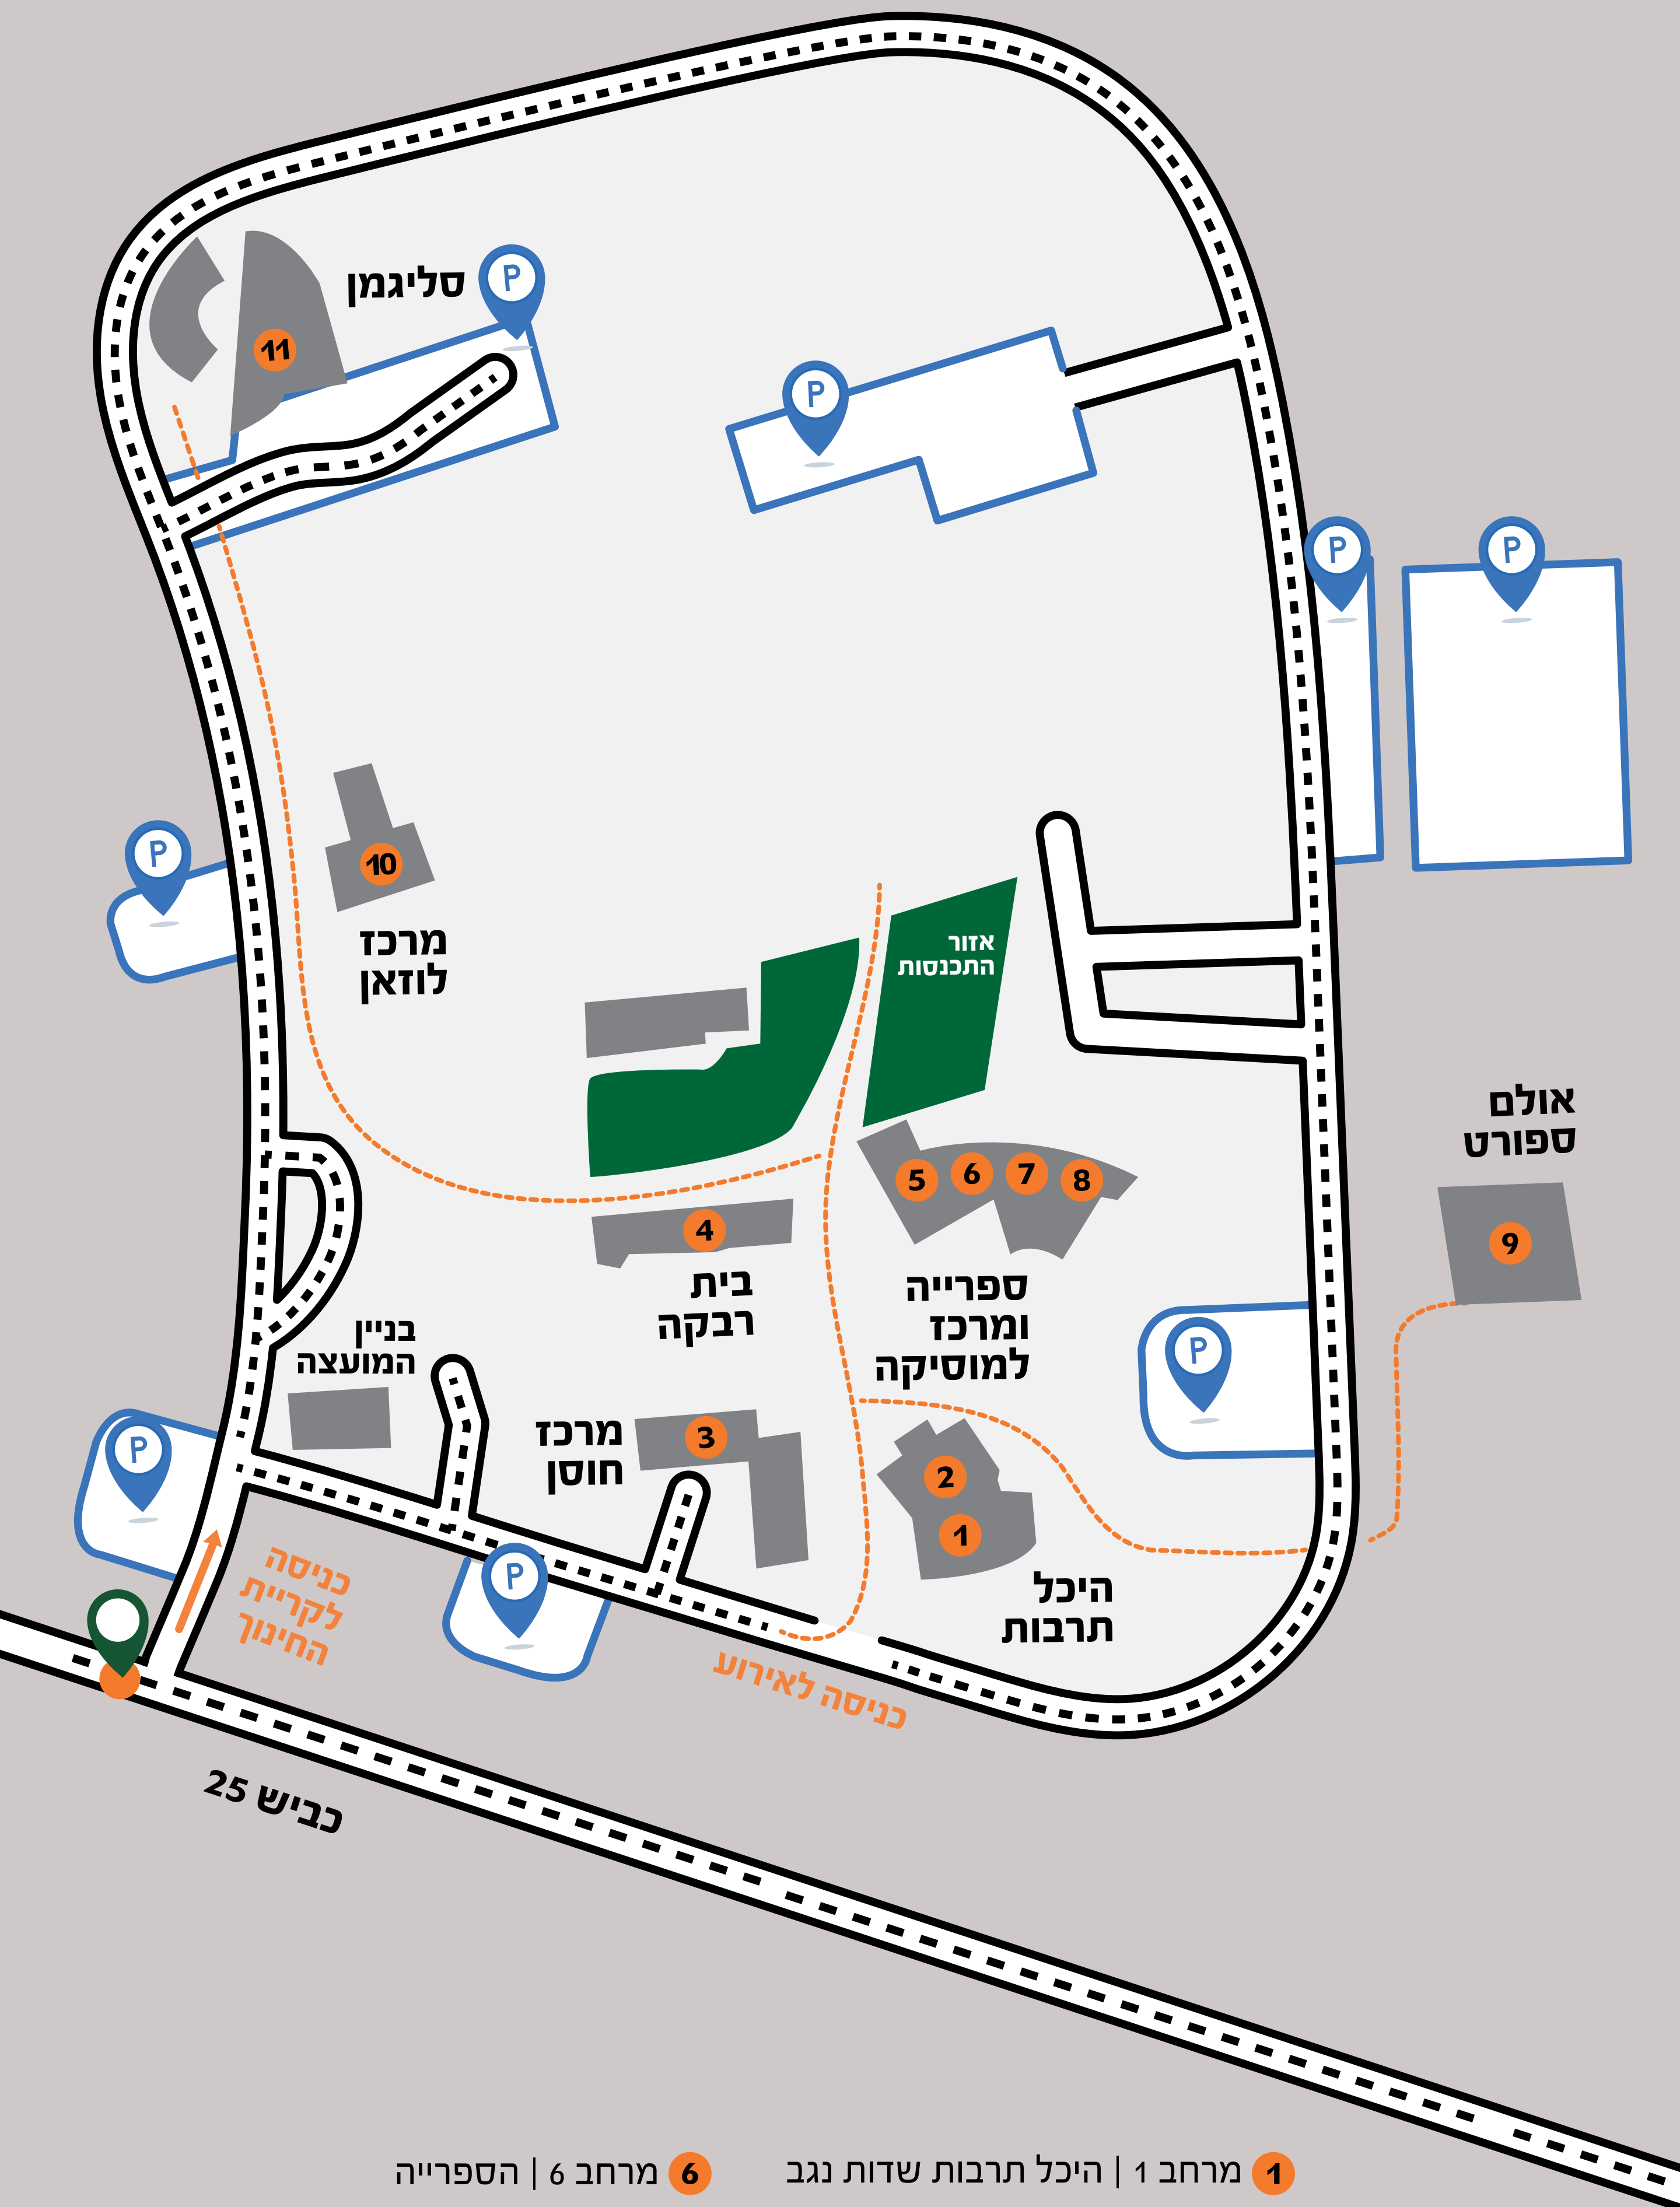 P
סליגמן
11
P
P
P
P
10
מרכז
לוזאן
אזור
התכנסות
אולם
ספורט
5
6
7
8
4
9
בית
רבקה
ספרייה
ומרכז
למוסיקה
P
בניין
המועצה
P
מרכז
חוסן
3
2
1
היכל
תרבות
P
כניסה
לקריית
החינוך
כניסה לאירוע
כביש 25
1 מרחב 1 | היכל תרבות שדות נגב
6 מרחב 6 | הספרייה